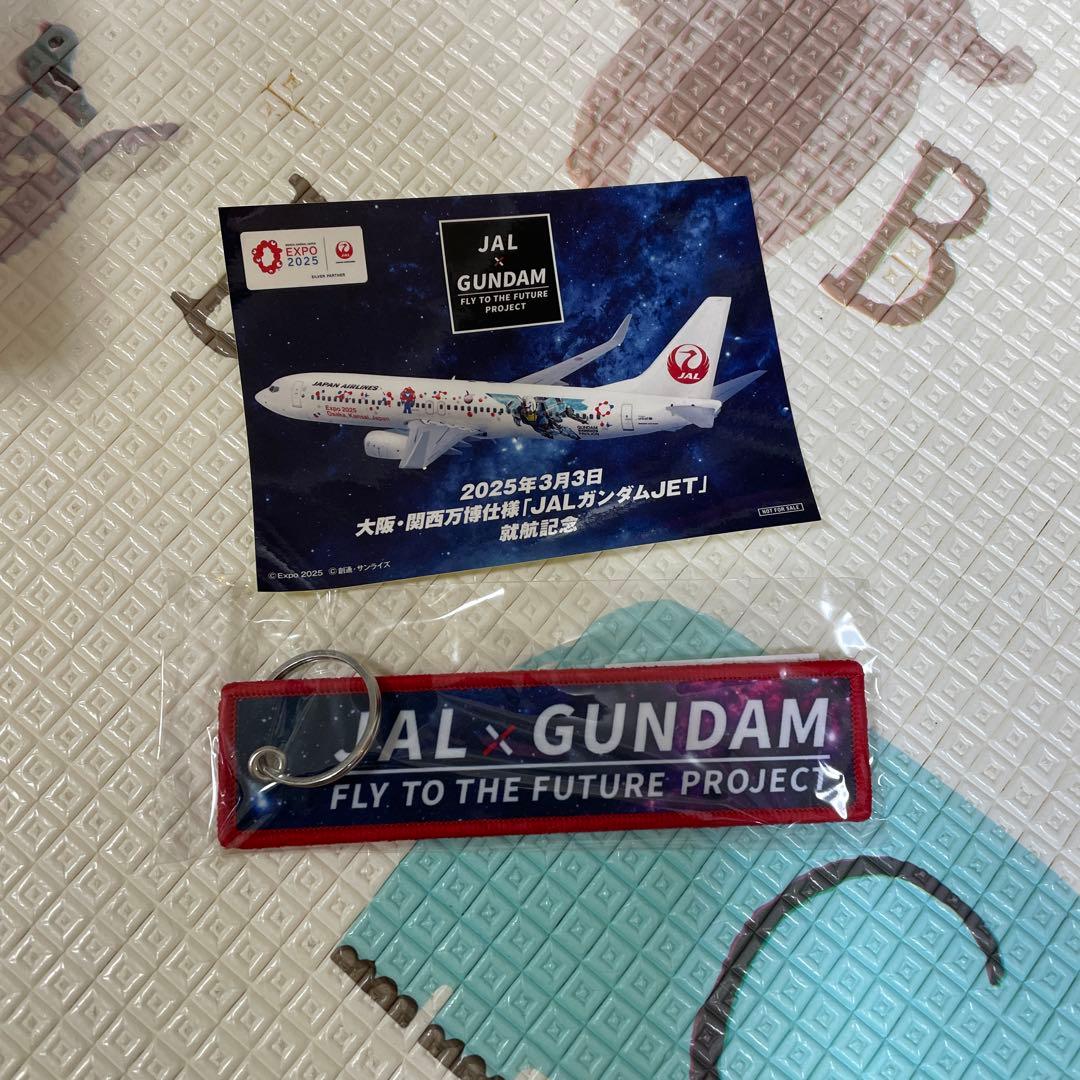 EXPO
2025
JAL
SILVER PARTNER
JAL
×
GUNDAM
FLY TO THE FUTURE
PROJECT
JAPAN AIRLINES
Expo 2025
Osaka, Kansai, Japan
GUNDAM
JAL
2025年3月3日
大阪・関西万博仕様「JALガンダムJET」
就航記念
NOT FOR SALE
©Expo 2025 ©創通・サンライズ
B
JAL × GUNDAM
FLY TO THE FUTURE PROJECT